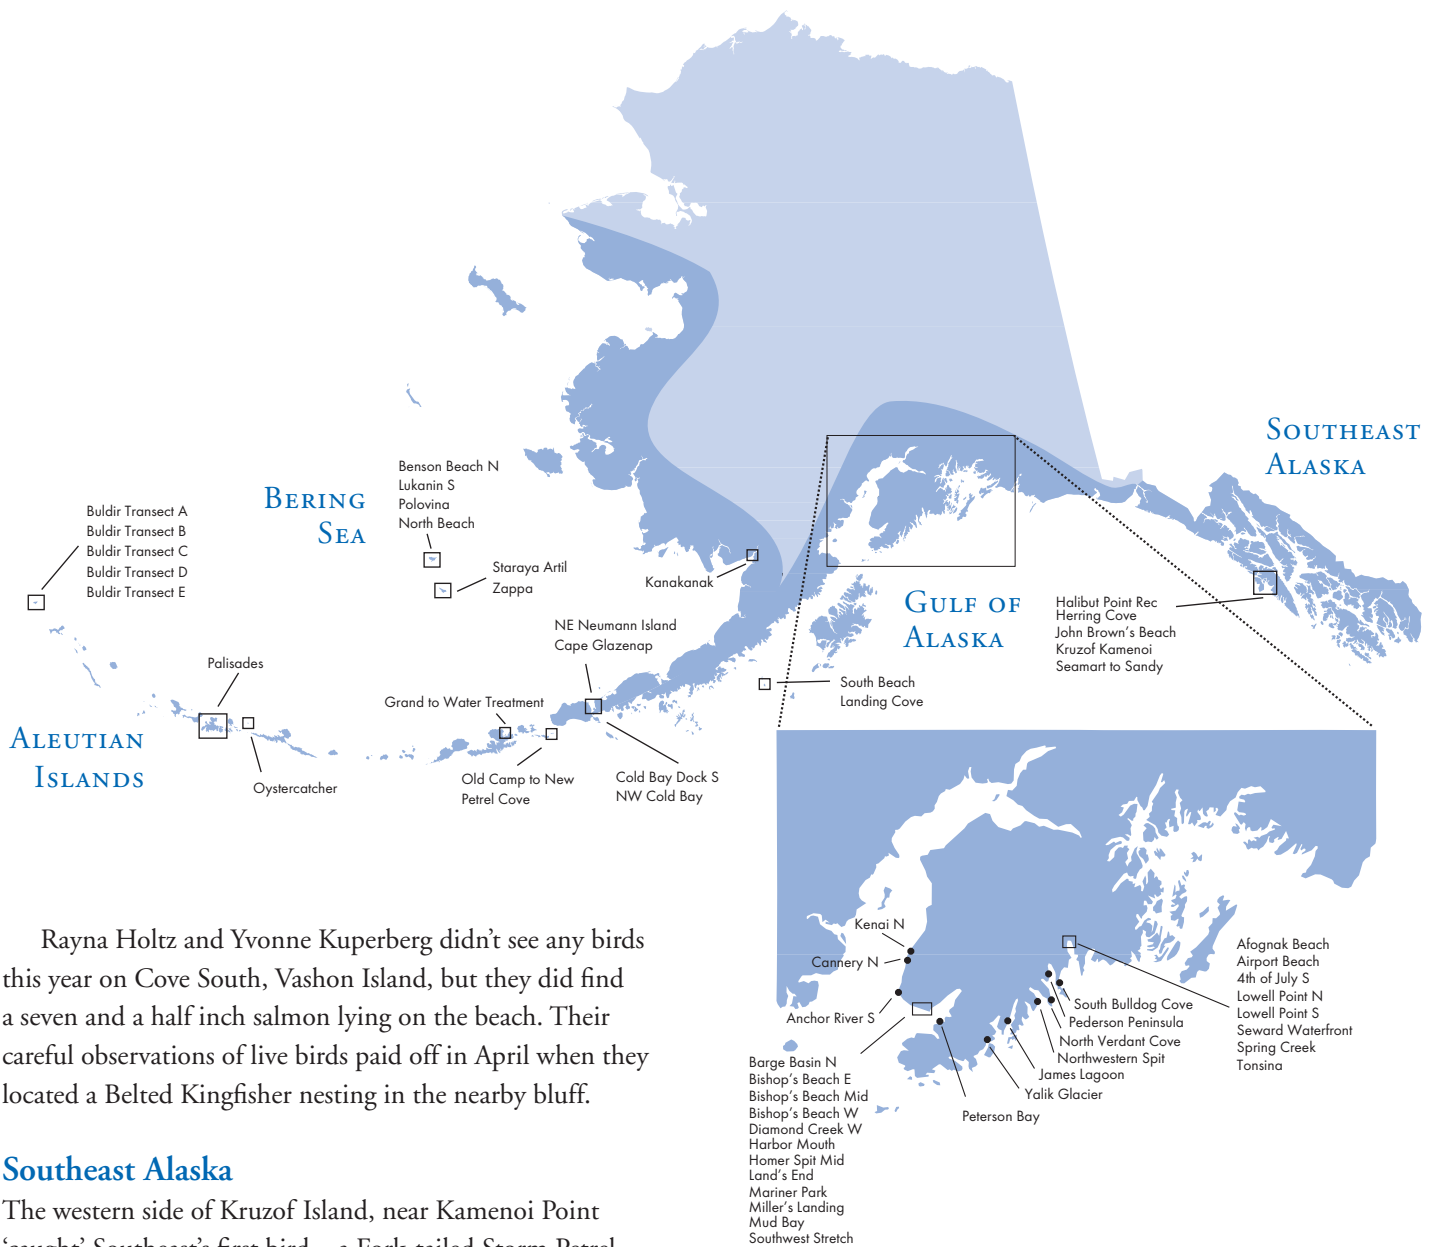 SOUTHEAST
ALASKA
BERING
SEA
Benson Beach N
Lukanin S
Polovina
North Beach
Buldir Transect A
Buldir Transect B
Buldir Transect C
Buldir Transect D
Buldir Transect E
Staraya Artil
Zappa
Kanakanak
GULF OF
ALASKA
Halibut Point Rec
Herring Cove
John Brown's Beach
Kruzof Kamenoi
Seamart to Sandy
NE Neumann Island
Cape Glazenap
Palisades
South Beach
Landing Cove
Grand to Water Treatment
ALEUTIAN
ISLANDS
Oystercatcher
Old Camp to New
Petrel Cove
Cold Bay Dock S
NW Cold Bay
Kenai N
Cannery N
Anchor River S
Afognak Beach
Airport Beach
4th of July S
Lowell Point N
Lowell Point S
Seward Waterfront
Spring Creek
Tonsina
South Bulldog Cove
Pederson Peninsula
North Verdant Cove
Northwestern Spit
James Lagoon
Yalik Glacier
Peterson Bay
Barge Basin N
Bishop's Beach E
Bishop's Beach Mid
Bishop's Beach W
Diamond Creek W
Harbor Mouth
Homer Spit Mid
Land's End
Mariner Park
Miller's Landing
Mud Bay
Southwest Stretch
Rayna Holtz and Yvonne Kuperberg didn't see any birds
this year on Cove South, Vashon Island, but they did find
a seven and a half inch salmon lying on the beach. Their
careful observations of live birds paid off in April when they
located a Belted Kingfisher nesting in the nearby bluff.
Southeast Alaska
The western side of Kruzof Island, near Kamenoi Point
'caught' Southeast's first bird – a Fork-tailed Storm-Petrel